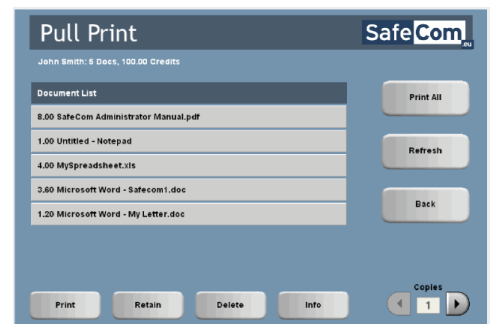 Pull Print
SafeCom.eu
John Smith: 5 Docs, 100.00 Credits
Document List
8.00 SafeCom Administrator Manual.pdf
1.00 Untitled - Notepad
4.00 MySpreadsheet.xls
3.60 Microsoft Word - Safecom1.doc
1.20 Microsoft Word - My Letter.doc
Print All
Refresh
Back
Print
Retain
Delete
Info
Copies
1